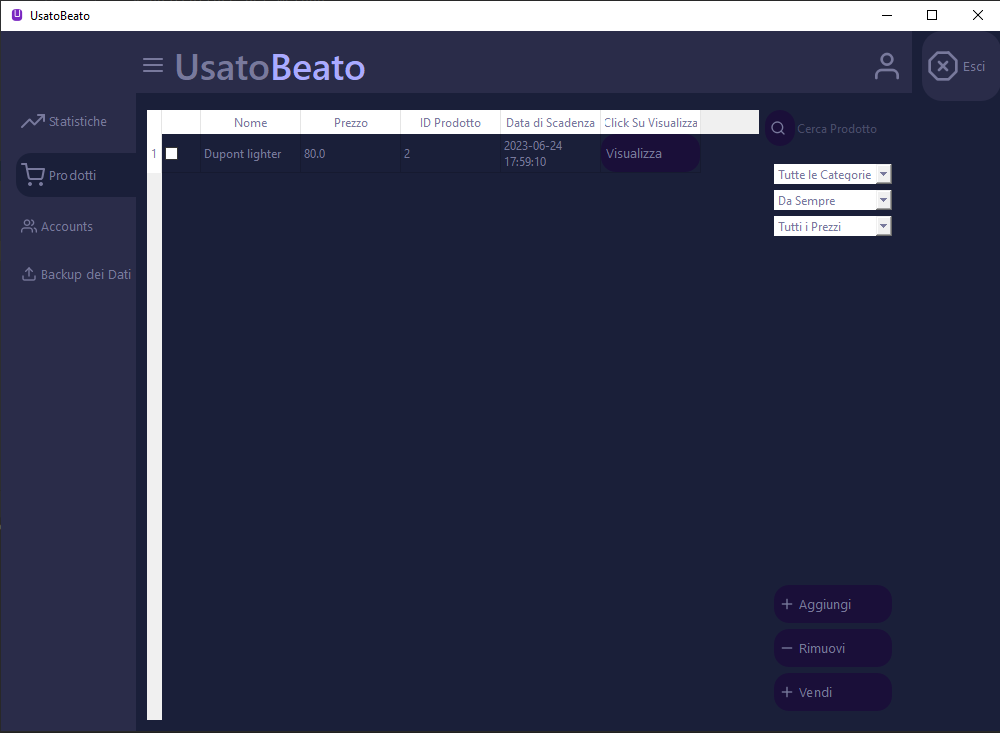 UsatoBeato
UsatoBeato
Esci
Statistiche
Prodotti
Accounts
Backup dei Dati
Nome Prezzo ID Prodotto Data di Scadenza Click Su Visualizza
1 Dupont lighter 80.0 2 2023-06-24 Visualizza
17:59:10
Cerca Prodotto
Tutte le Categorie
Da Sempre
Tutti i Prezzi
Aggiungi
Rimuovi
Vendi